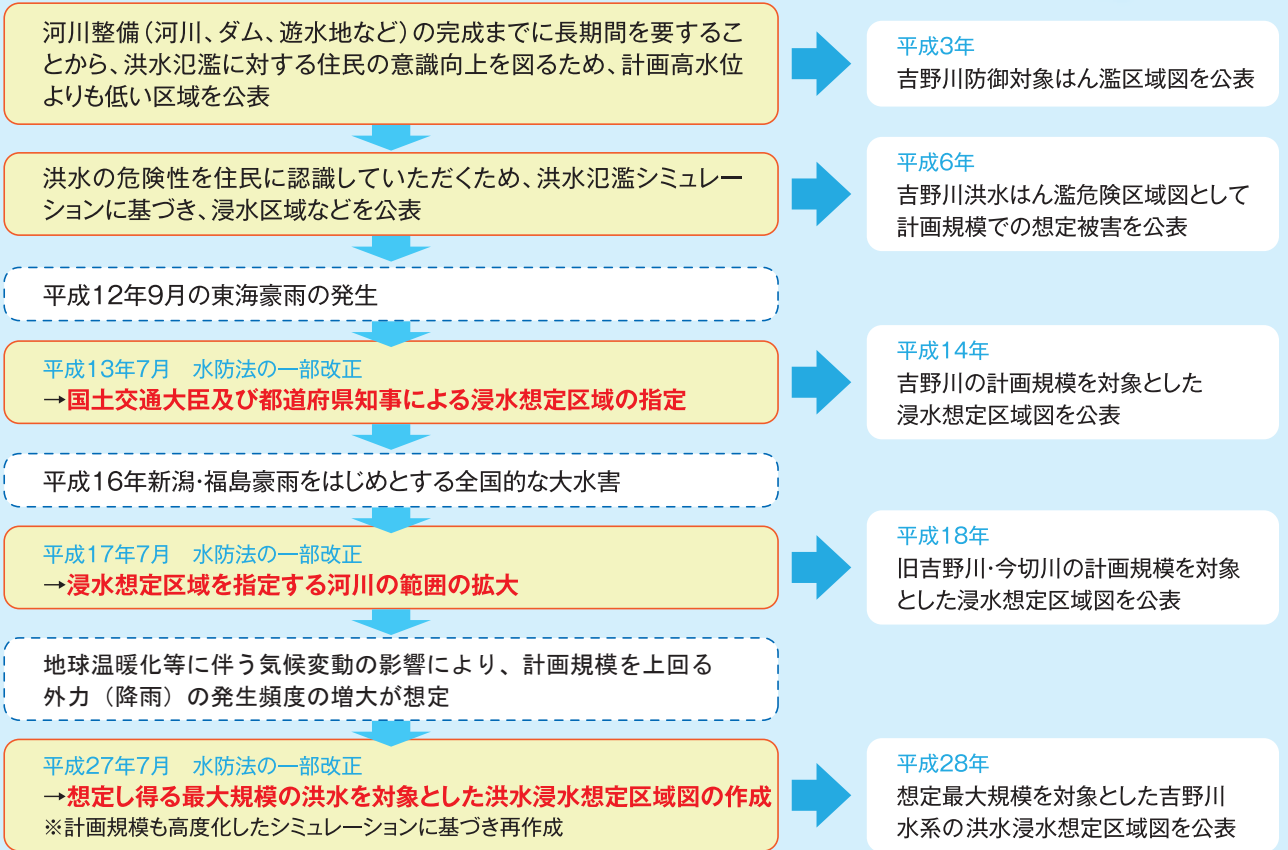 河川整備(河川、ダム、遊水地など)の完成までに長期間を要するこ
とから、洪水氾濫に対する住民の意識向上を図るため、計画高水位
よりも低い区域を公表
平成3年
吉野川防御対象はん濫区域図を公表
洪水の危険性を住民に認識していただくため、洪水氾濫シミュレー
ションに基づき、浸水区域などを公表
平成6年
吉野川洪水はん濫危険区域図として
計画規模での想定被害を公表
平成12年9月の東海豪雨の発生
平成13年7月 水防法の一部改正
→国土交通大臣及び都道府県知事による浸水想定区域の指定
平成14年
吉野川の計画規模を対象とした
浸水想定区域図を公表
平成16年新潟・福島豪雨をはじめとする全国的な大水害
平成17年7月 水防法の一部改正
→浸水想定区域を指定する河川の範囲の拡大
平成18年
旧吉野川・今切川の計画規模を対象
とした浸水想定区域図を公表
地球温暖化等に伴う気候変動の影響により、計画規模を上回る
外力(降雨)の発生頻度の増大が想定
平成27年7月 水防法の一部改正
→想定し得る最大規模の洪水を対象とした洪水浸水想定区域図の作成
※計画規模も高度化したシミュレーションに基づき再作成
平成28年
想定最大規模を対象とした吉野川
水系の洪水浸水想定区域図を公表